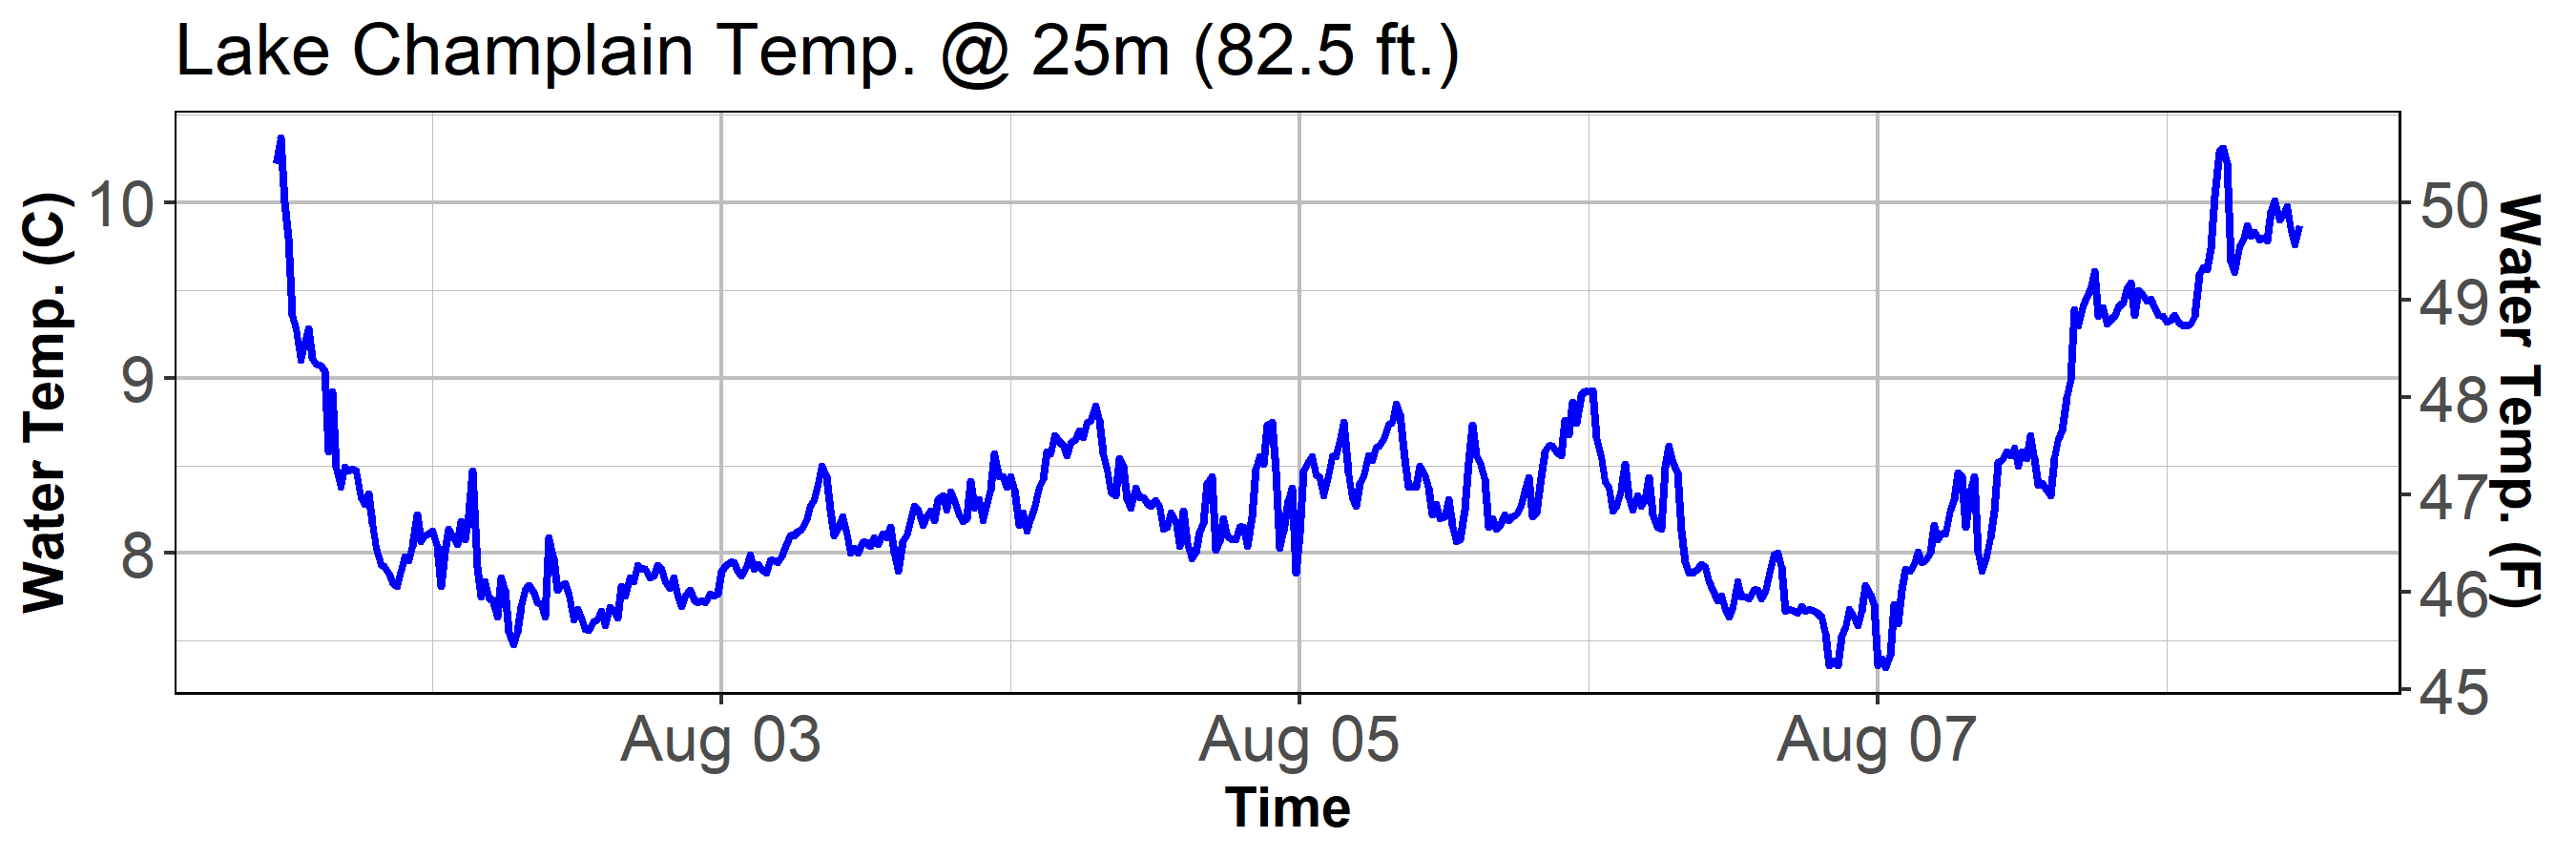 Lake Champlain Temp. @ 25m (82.5 ft.)
Water Temp. (C)
10
9
8
50
49
48
47
46
45
Water Temp. (F)
Aug 03
Aug 05
Aug 07
Time